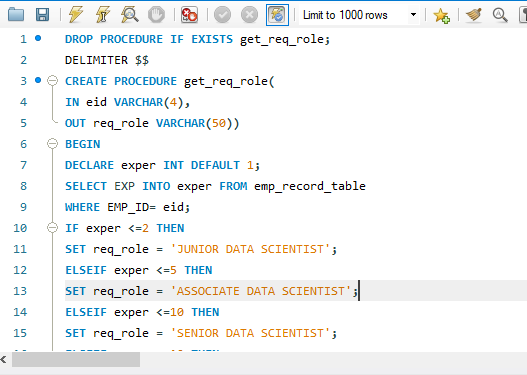 Limit to 1000 rows
1 DROP PROCEDURE IF EXISTS get_req_role;
2 DELIMITER $$
3 CREATE PROCEDURE get_req_role(
4 IN eid VARCHAR(4),
5 OUT req_role VARCHAR(50))
6 BEGIN
7 DECLARE exper INT DEFAULT 1;
8 SELECT EXP INTO exper FROM emp_record_table
9 WHERE EMP_ID= eid;
10 IF exper <=2 THEN
11 SET req_role = 'JUNIOR DATA SCIENTIST';
12 ELSEIF exper <=5 THEN
13 SET req_role = 'ASSOCIATE DATA SCIENTIST';
14 ELSEIF exper <=10 THEN
15 SET req_role = 'SENIOR DATA SCIENTIST';